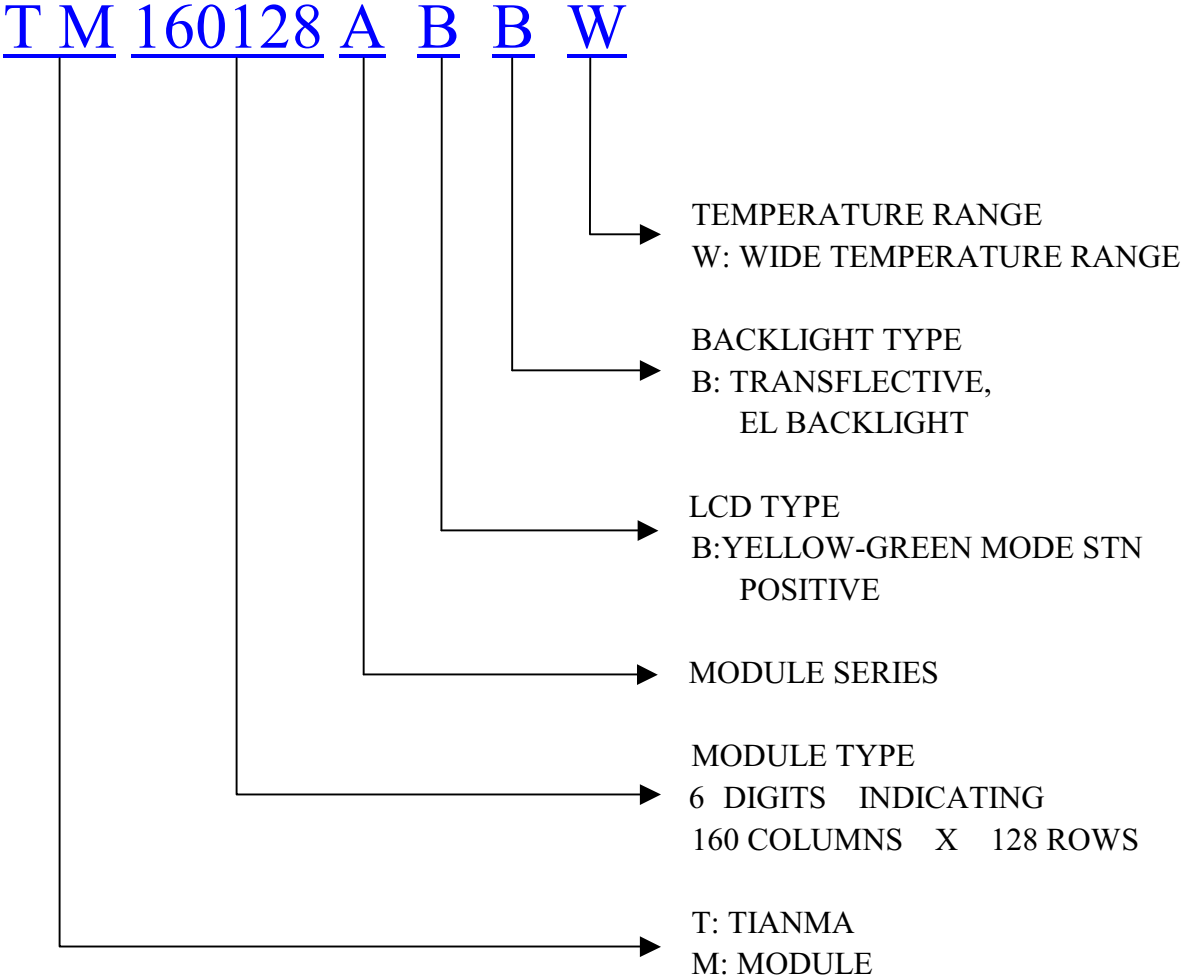 T M 160128 A B B W
TEMPERATURE RANGE
W: WIDE TEMPERATURE RANGE
BACKLIGHT TYPE
B: TRANSFLECTIVE,
EL BACKLIGHT
LCD TYPE
B:YELLOW-GREEN MODE STN
POSITIVE
MODULE SERIES
MODULE TYPE
6 DIGITS INDICATING
160 COLUMNS X 128 ROWS
T: TIANMA
M: MODULE